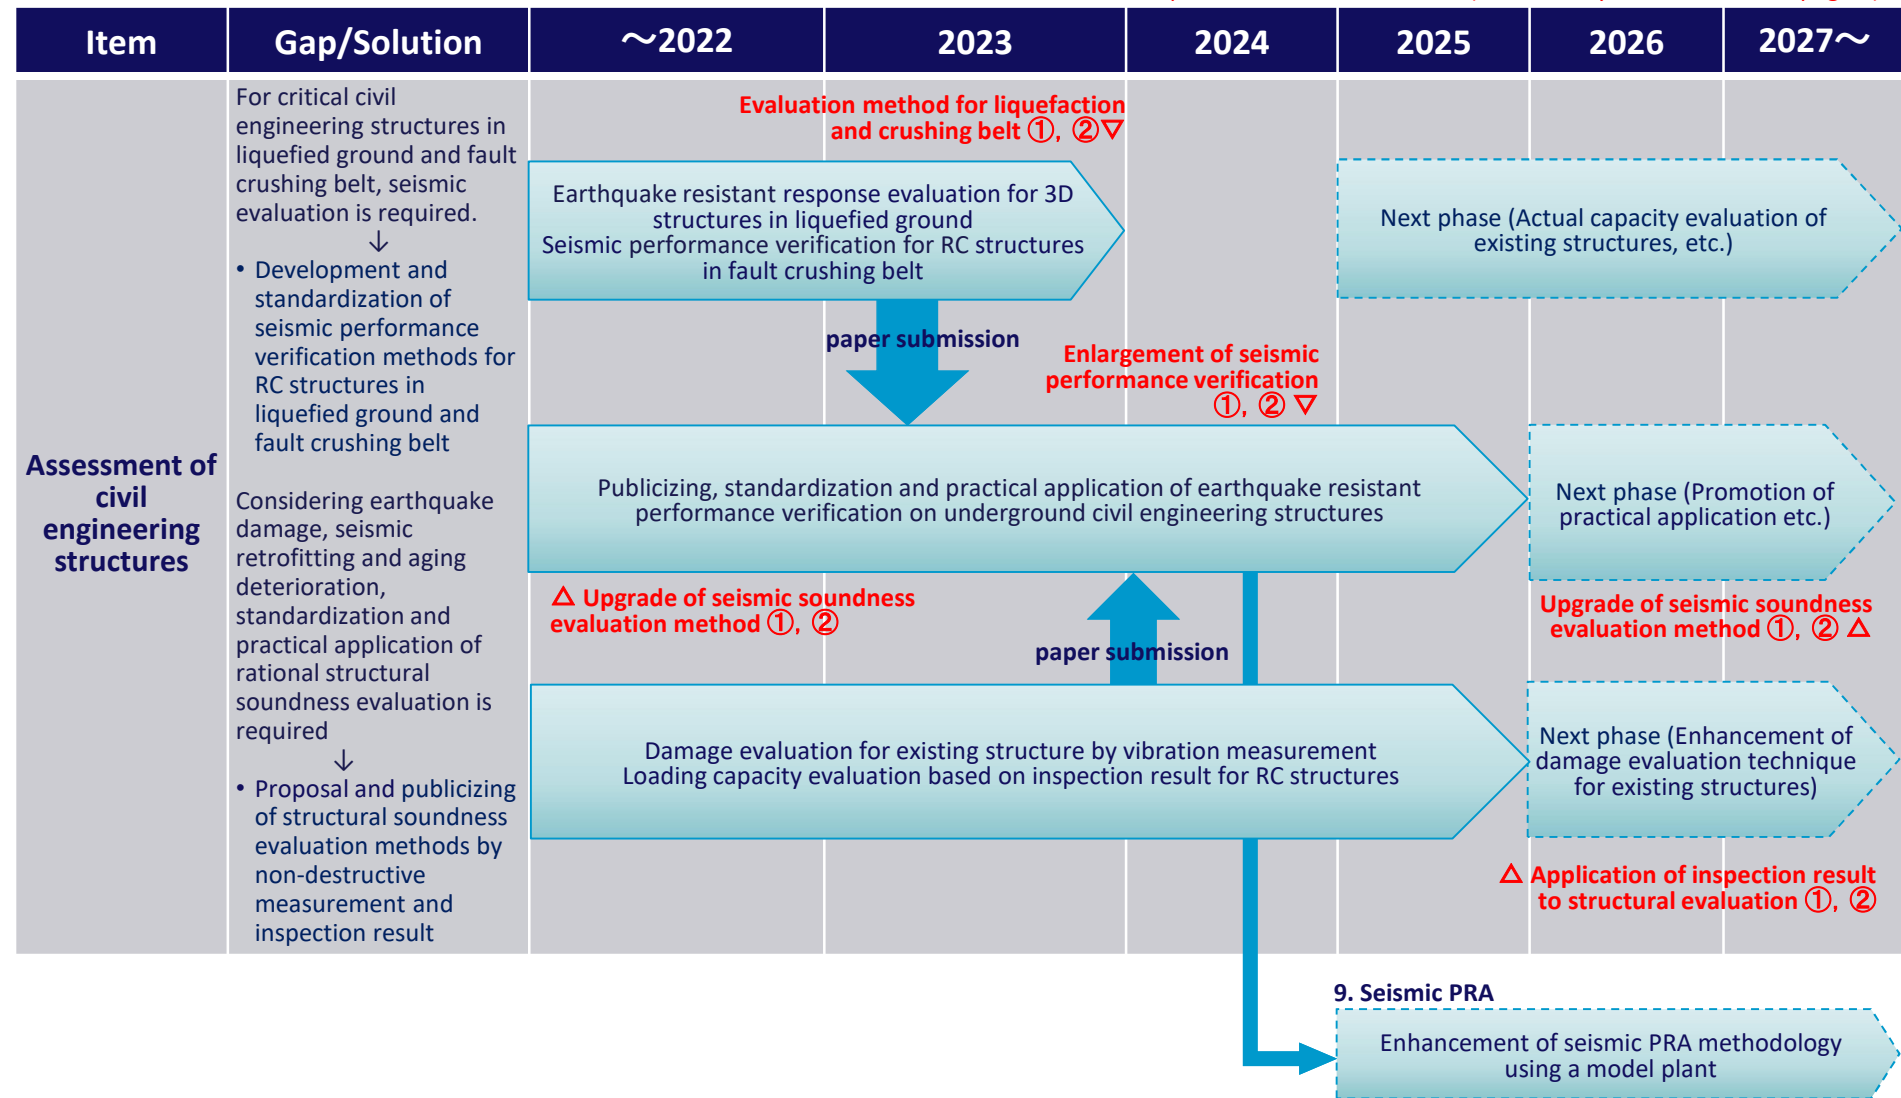 Item
Gap/Solution
～2022
2023
2024
2025
2026
2027～
Assessment of
civil
engineering
structures
For critical civil
engineering structures in
liquefied ground and fault
crushing belt, seismic
evaluation is required.
↓
• Development and
standardization of
seismic performance
verification methods for
RC structures in
liquefied ground and
fault crushing belt
Considering earthquake
damage, seismic
retrofitting and aging
deterioration,
standardization and
practical application of
rational structural
soundness evaluation is
required
↓
• Proposal and publicizing
of structural soundness
evaluation methods by
non-destructive
measurement and
inspection result
Evaluation method for liquefaction
and crushing belt ①, ②▽
Earthquake resistant response evaluation for 3D
structures in liquefied ground
Seismic performance verification for RC structures
in fault crushing belt
Next phase (Actual capacity evaluation of
existing structures, etc.)
paper submission
Enlargement of seismic
performance verification
①, ② ▽
Publicizing, standardization and practical application of earthquake resistant
performance verification on underground civil engineering structures
Next phase (Promotion of
practical application etc.)
△ Upgrade of seismic soundness
evaluation method ①, ②
paper submission
Upgrade of seismic soundness
evaluation method ①, ② △
Damage evaluation for existing structure by vibration measurement
Loading capacity evaluation based on inspection result for RC structures
Next phase (Enhancement of
damage evaluation technique
for existing structures)
△ Application of inspection result
to structural evaluation ①, ②
9. Seismic PRA
Enhancement of seismic PRA methodology
using a model plant